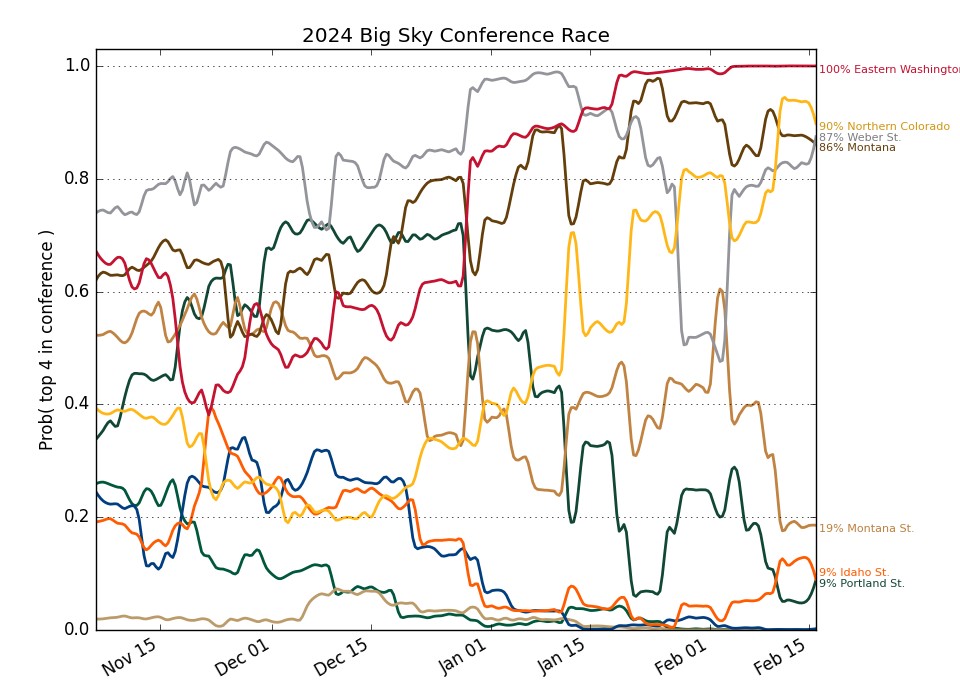 2024 Big Sky Conference Race
Prob( top 4 in conference )
1.0
0.8
0.6
0.4
0.2
0.0
Nov 15
Dec 01
Dec 15
Jan 01
Jan 15
Feb 01
Feb 15
100% Eastern Washington
90% Northern Colorado
87% Weber St.
86% Montana
19% Montana St.
9% Idaho St.
9% Portland St.